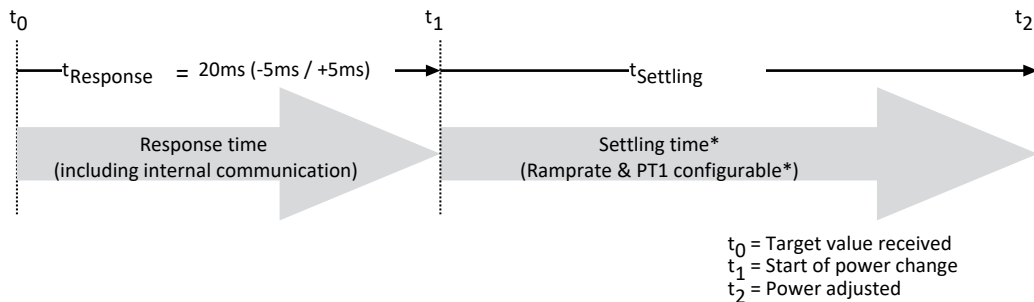 t0 t1 t2
tResponse = 20ms (-5ms / +5ms) tSettling
Response time
(including internal communication)
Settling time*
(Ramprate & PT1 configurable*)
t0 = Target value received
t1 = Start of power change
t2 = Power adjusted